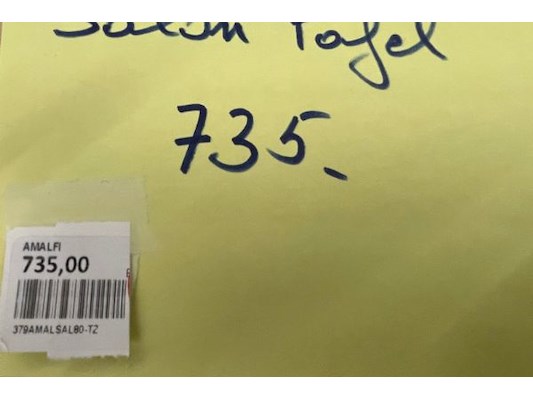 Salon Tafel
735.-
AMALFI
735,00
379AMALSAL80-TZ